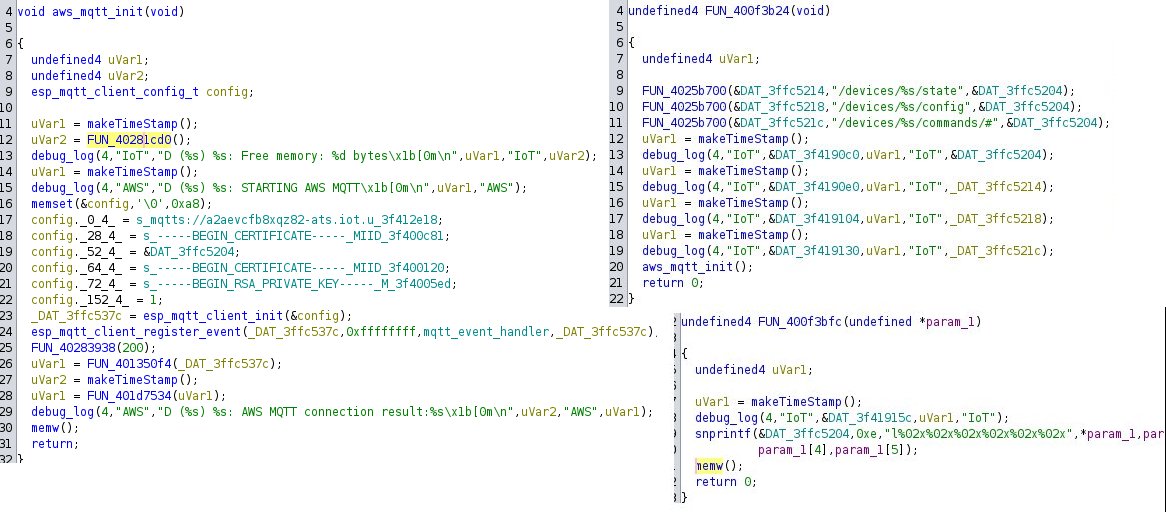 4 void aws_mqtt_init(void)
5
6 {
7 undefined4 uVar1;
8 undefined4 uVar2;
9 esp_mqtt_client_config_t config;
10
11 uVar1 = makeTimeStamp();
12 uVar2 = FUN_40281cd0();
13 debug_log(4,"IoT","D (%s) %s: Free memory: %d bytes\x1b[0m\n",uVar1,"IoT",uVar2);
14 uVar1 = makeTimeStamp();
15 debug_log(4,"AWS","D (%s) %s: STARTING AWS MQTT\x1b[0m\n",uVar1,"AWS");
16 memset(&config,'\0',0xa8);
17 config._0_4_ = s_mqtts://a2aevcfb8xqz82-ats.iot.u_3f412e18;
18 config._28_4_ = s_-----BEGIN_CERTIFICATE-----_MIID_3f400c81;
19 config._52_4_ = &DAT_3ffc5204;
20 config._64_4_ = s_-----BEGIN_CERTIFICATE-----_MIID_3f400120;
21 config._72_4_ = s_-----BEGIN_RSA_PRIVATE_KEY-----_M_3f4005ed;
22 config._152_4_ = 1;
23 _DAT_3ffc537c = esp_mqtt_client_init(&config);
24 esp_mqtt_client_register_event(_DAT_3ffc537c,0xffffffff,mqtt_event_handler,_DAT_3ffc537c).
25 FUN_40283938(200);
26 uVar1 = FUN_401350f4(_DAT_3ffc537c);
27 uVar2 = makeTimeStamp();
28 uVar1 = FUN_401d7534(uVar1);
29 debug_log(4,"AWS","D (%s) %s: AWS MQTT connection result:%s\x1b[0m\n",uVar2,"AWS",uVar1);
30 memw();
31 return;
32 }
4 undefined4 FUN_400f3b24(void)
5
6 {
7 undefined4 uVar1;
8
9 FUN_4025b700(&DAT_3ffc5214,"/devices/%s/state",&DAT_3ffc5204);
10 FUN_4025b700(&DAT_3ffc5218,"/devices/%s/config",&DAT_3ffc5204);
11 FUN_4025b700(&DAT_3ffc521c,"/devices/%s/commands/#",&DAT_3ffc5204);
12 uVar1 = makeTimeStamp();
13 debug_log(4,"IoT",&DAT_3f4190c0,uVar1,"IoT",&DAT_3ffc5204);
14 uVar1 = makeTimeStamp();
15 debug_log(4,"IoT",&DAT_3f4190e0,uVar1,"IoT",_DAT_3ffc5214);
16 uVar1 = makeTimeStamp();
17 debug_log(4,"IoT",&DAT_3f419104,uVar1,"IoT",_DAT_3ffc5218);
18 uVar1 = makeTimeStamp();
19 debug_log(4,"IoT",&DAT_3f419130,uVar1,"IoT",_DAT_3ffc521c);
20 aws_mqtt_init();
21 return 0;
22 }
2 undefined4 FUN_400f3bfc(undefined *param_1)
3
4 {
5 undefined4 uVar1;
6
7 uVar1 = makeTimeStamp();
8 debug_log(4,"IoT",&DAT_3f41915c,uVar1,"IoT");
9 snprintf(&DAT_3ffc5204,0xe,"l%02x%02x%02x%02x%02x%02x",*param_1,par
0 param_1[4],param_1[5]);
1 memw();
2 return 0;
3 }